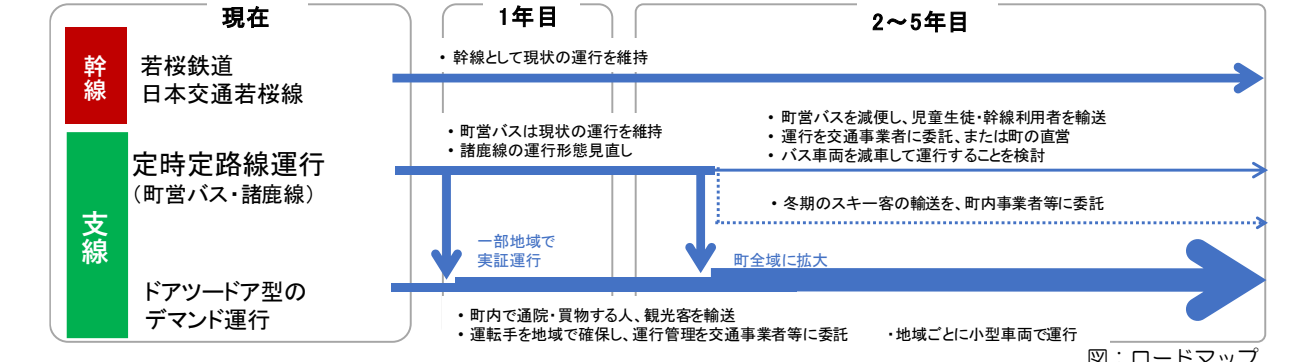 現在
1年目
2～5年目
幹線
若桜鉄道
日本交通若桜線
・幹線として現状の運行を維持
支線
定時定路線運行
（町営バス・諸鹿線）
・町営バスは現状の運行を維持
・諸鹿線の運行形態見直し
・町営バスを減便し、児童生徒・幹線利用者を輸送
・運行を交通事業者に委託、または町の直営
・バス車両を減車して運行することを検討
・冬期のスキー客の輸送を、町内事業者等に委託
一部地域で
実証運行
町全域に拡大
ドアツードア型の
デマンド運行
・町内で通院・買物する人、観光客を輸送
・運転手を地域で確保し、運行管理を交通事業者等に委託　・地域ごとに小型車両で運行
図：ロードマップ